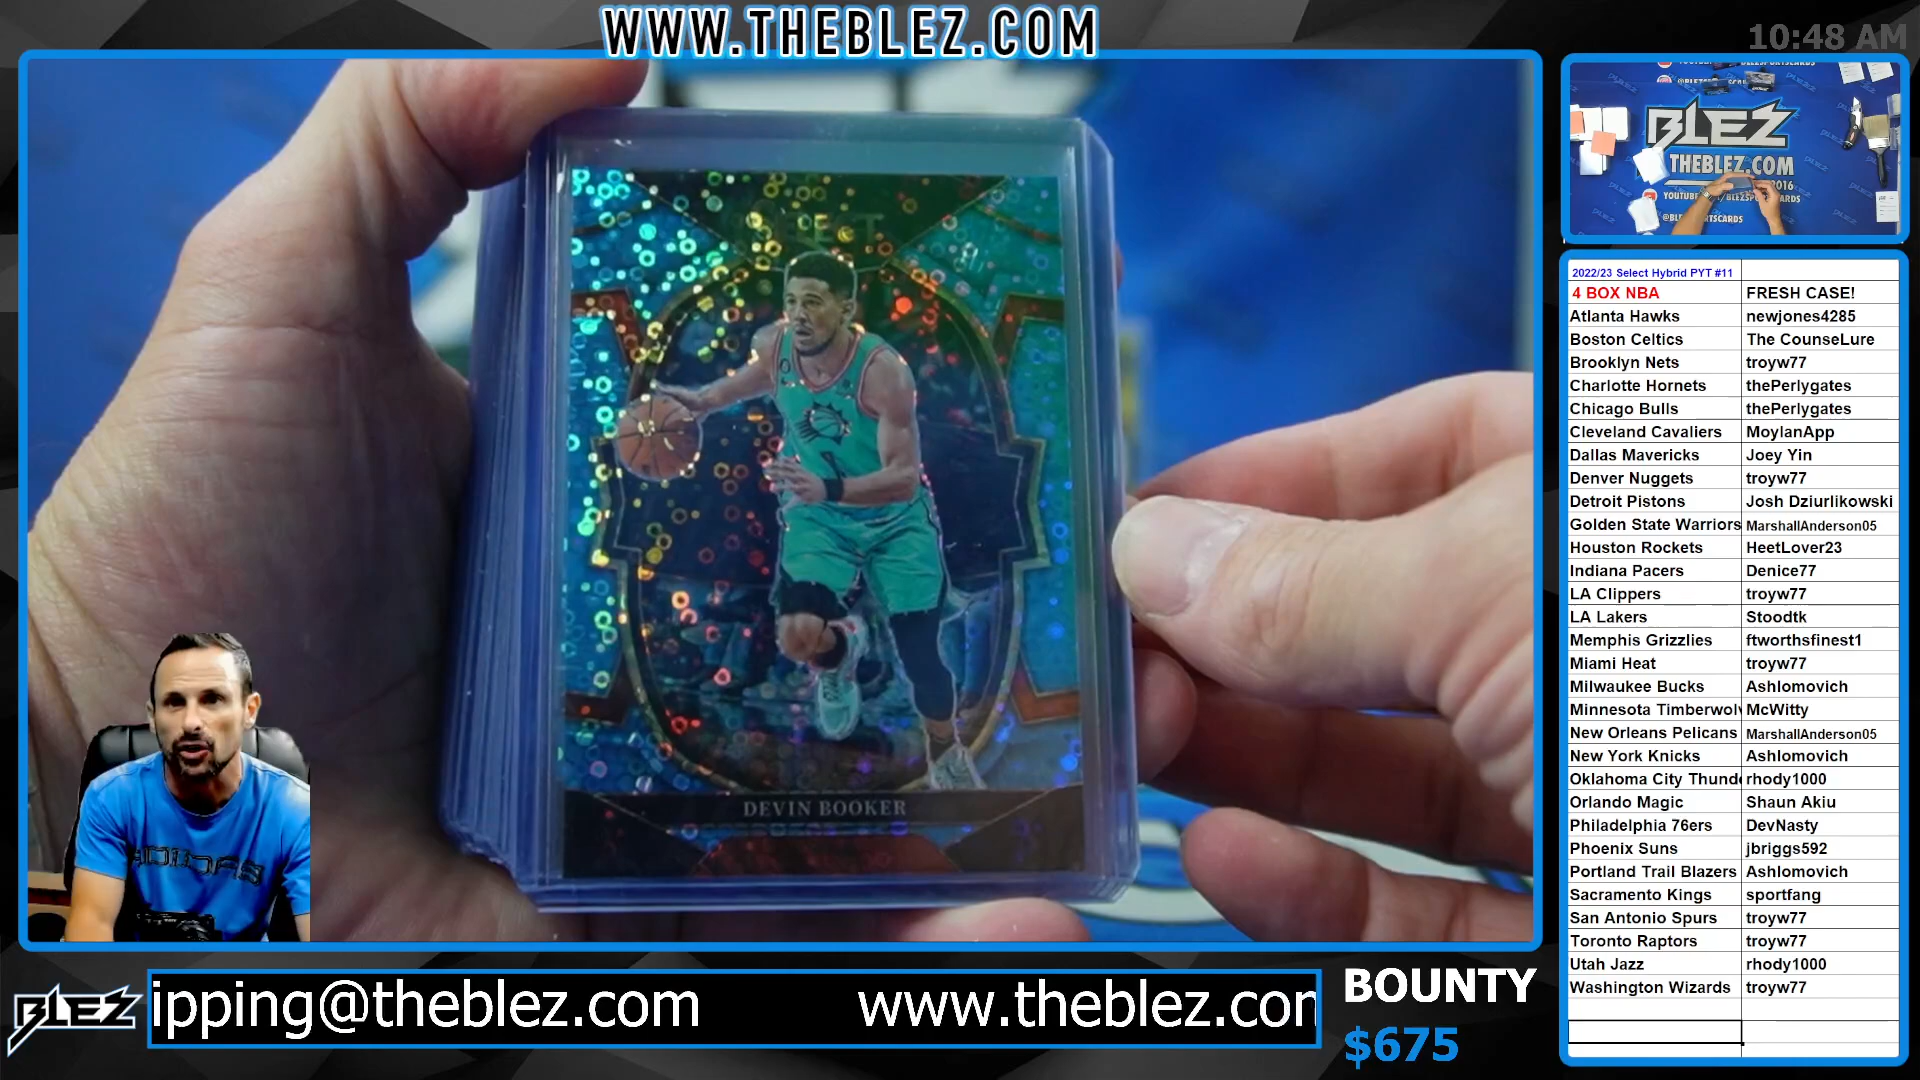 WWW.THEBLEZ.COM
10:48 AM
BLEZ
THEBLEZ.COM
DEVIN BOOKER
2022/23 Select Hybrid PYT #11
4 BOX NBA FRESH CASE!
Atlanta Hawks newjones4285
Boston Celtics The CounseLure
Brooklyn Nets troyw77
Charlotte Hornets thePerlygates
Chicago Bulls thePerlygates
Cleveland Cavaliers MoylanApp
Dallas Mavericks Joey Yin
Denver Nuggets troyw77
Detroit Pistons Josh Dziurlikowski
Golden State Warriors MarshallAnderson05
Houston Rockets HeetLover23
Indiana Pacers Denice77
LA Clippers troyw77
LA Lakers Stoodtk
Memphis Grizzlies ftworthsfinest1
Miami Heat troyw77
Milwaukee Bucks Ashlomovich
Minnesota Timberwolv McWitty
New Orleans Pelicans MarshallAnderson05
New York Knicks Ashlomovich
Oklahoma City Thunde rhody1000
Orlando Magic Shaun Akiu
Philadelphia 76ers DevNasty
Phoenix Suns jbriggs592
Portland Trail Blazers Ashlomovich
Sacramento Kings sportfang
San Antonio Spurs troyw77
Toronto Raptors troyw77
Utah Jazz rhody1000
Washington Wizards troyw77
BLEZ
ipping@theblez.com www.theblez.con
BOUNTY
$675